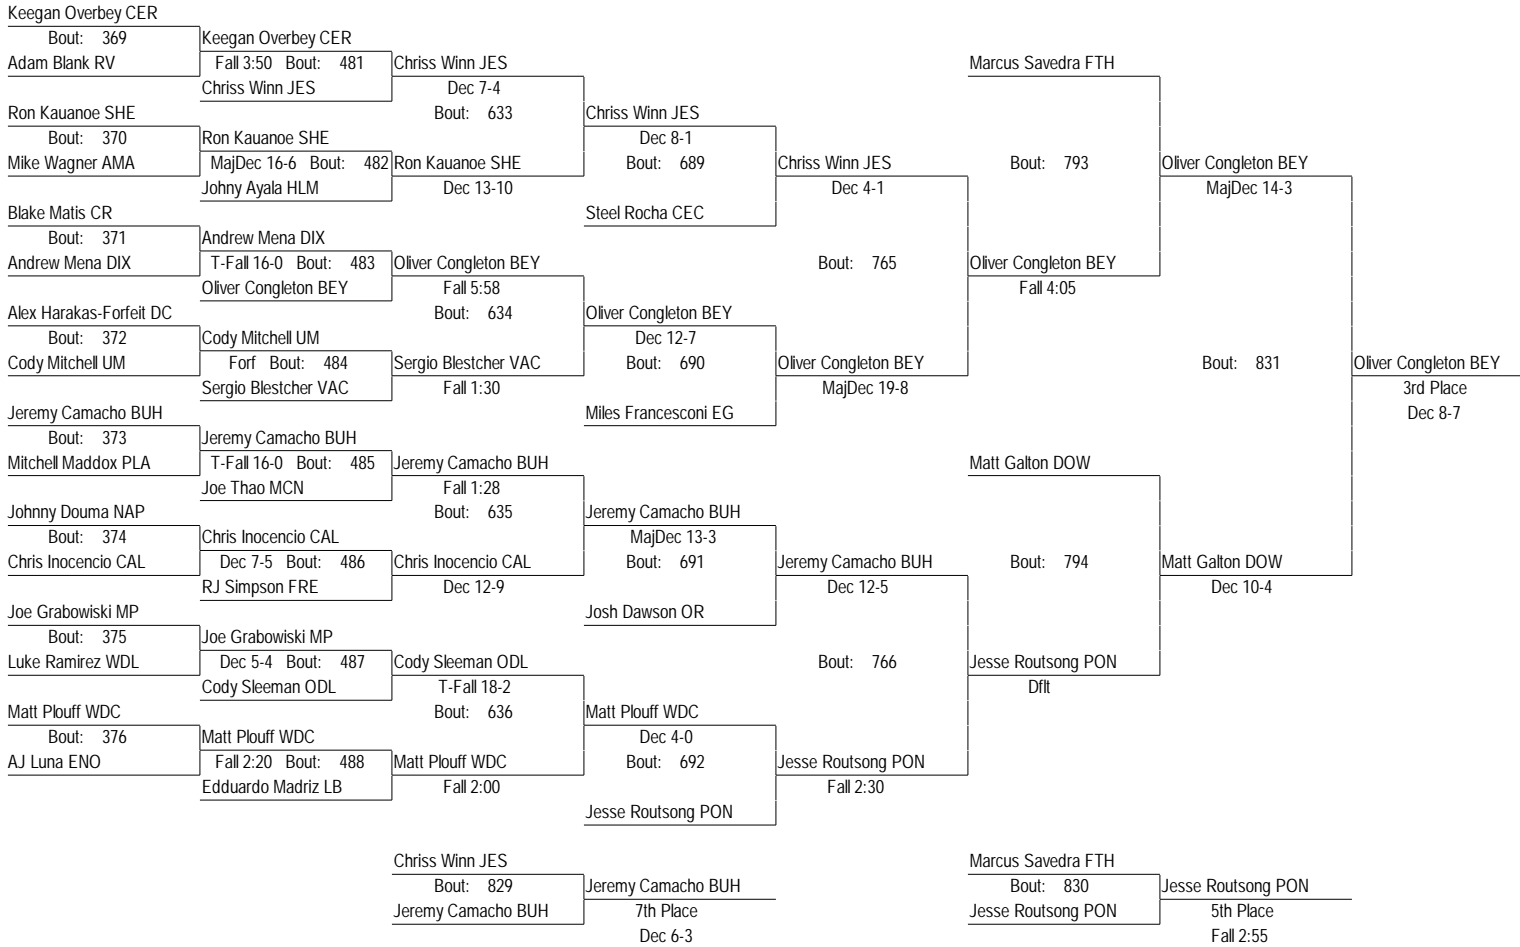 Keegan Overbey CER
Bout: 369
Keegan Overbey CER
Adam Blank RV
Fall 3:50 Bout: 481
Chriss Winn JES
Marcus Savedra FTH
Chriss Winn JES
Dec 7-4
Ron Kauanoe SHE
Bout: 633
Chriss Winn JES
Bout: 370
Ron Kauanoe SHE
Dec 8-1
Mike Wagner AMA
MajDec 16-6 Bout: 482
Ron Kauanoe SHE
Bout: 689
Chriss Winn JES
Bout: 793
Oliver Congleton BEY
Johny Ayala HLM
Dec 13-10
Dec 4-1
MajDec 14-3
Blake Matis CR
Steel Rocha CEC
Bout: 371
Andrew Mena DIX
Andrew Mena DIX
T-Fall 16-0 Bout: 483
Oliver Congleton BEY
Bout: 765
Oliver Congleton BEY
Oliver Congleton BEY
Fall 5:58
Fall 4:05
Alex Harakas-Forfeit DC
Bout: 634
Oliver Congleton BEY
Bout: 372
Cody Mitchell UM
Dec 12-7
Cody Mitchell UM
Forf Bout: 484
Sergio Blestcher VAC
Bout: 690
Oliver Congleton BEY
Bout: 831
Oliver Congleton BEY
Sergio Blestcher VAC
Fall 1:30
MajDec 19-8
3rd Place
Jeremy Camacho BUH
Miles Francesconi EG
Dec 8-7
Bout: 373
Jeremy Camacho BUH
Mitchell Maddox PLA
T-Fall 16-0 Bout: 485
Jeremy Camacho BUH
Matt Galton DOW
Joe Thao MCN
Fall 1:28
Johnny Douma NAP
Bout: 635
Jeremy Camacho BUH
Bout: 374
Chris Inocencio CAL
MajDec 13-3
Chris Inocencio CAL
Dec 7-5 Bout: 486
Chris Inocencio CAL
Bout: 691
Jeremy Camacho BUH
Bout: 794
Matt Galton DOW
RJ Simpson FRE
Dec 12-9
Dec 12-5
Dec 10-4
Joe Grabowiski MP
Josh Dawson OR
Bout: 375
Joe Grabowiski MP
Luke Ramirez WDL
Dec 5-4 Bout: 487
Cody Sleeman ODL
Bout: 766
Jesse Routsong PON
Cody Sleeman ODL
T-Fall 18-2
Dflt
Matt Plouff WDC
Bout: 636
Matt Plouff WDC
Bout: 376
Matt Plouff WDC
Dec 4-0
AJ Luna ENO
Fall 2:20 Bout: 488
Matt Plouff WDC
Bout: 692
Jesse Routsong PON
Edduardo Madriz LB
Fall 2:00
Fall 2:30
Jesse Routsong PON
Chriss Winn JES
Marcus Savedra FTH
Bout: 829
Jeremy Camacho BUH
Bout: 830
Jesse Routsong PON
Jeremy Camacho BUH
7th Place
Jesse Routsong PON
5th Place
Dec 6-3
Fall 2:55